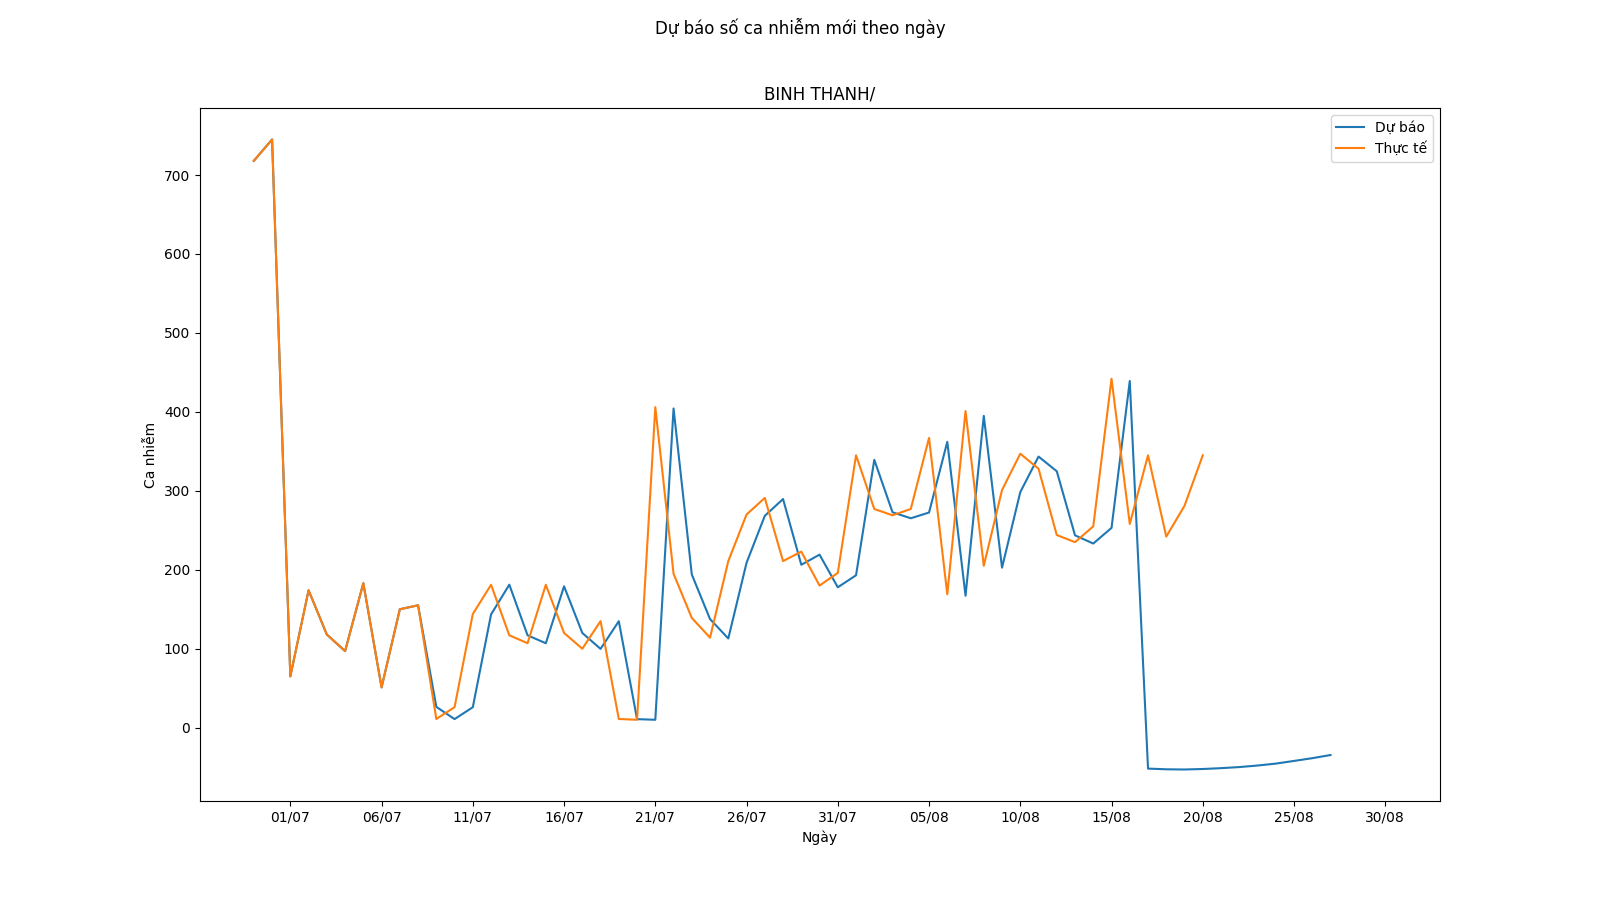 Dự báo số ca nhiễm mới theo ngày
BINH THANH/
Dự báo
Thực tế
700
600
500
400
300
200
100
0
Ca nhiễm
01/07 06/07 11/07 16/07 21/07 26/07 31/07 05/08 10/08 15/08 20/08 25/08 30/08
Ngày